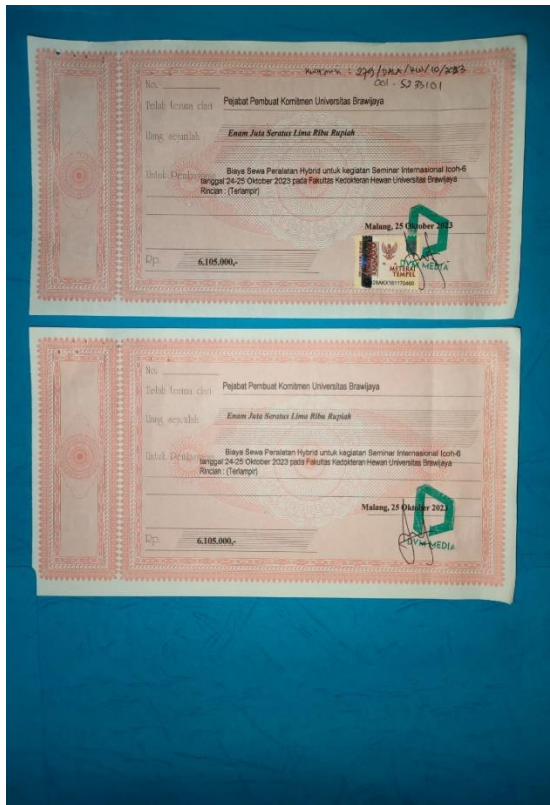 001 - 5273101
No.
Telah terima dari Pejabat Pembuat Komitmen Universitas Brawijaya
Uang sejumlah Enam Juta Seratus Lima Ribu Rupiah
Untuk Biaya Sewa Peralatan Hybrid untuk kegiatan Seminar Internasional Icoh-6
tanggal 24-25 Oktober 2023 pada Fakultas Kedokteran Hewan Universitas Brawijaya
Rincian : (Terlampir)
Malang, 25 Oktober 2023
METERAI
TEMPEL
DVM MEDIA
Rp. 6,105.000,-
No.
Telah terima dari Pejabat Pembuat Komitmen Universitas Brawijaya
Uang sejumlah Enam Juta Seratus Lima Ribu Rupiah
Untuk Biaya Sewa Peralatan Hybrid untuk kegiatan Seminar Internasional Icoh-6
tanggal 24-25 Oktober 2023 pada Fakultas Kedokteran Hewan Universitas Brawijaya
Rincian : (Terlampir)
Malang, 25 Oktober 2023
DVM MEDIA
Rp. 6,105.000,-